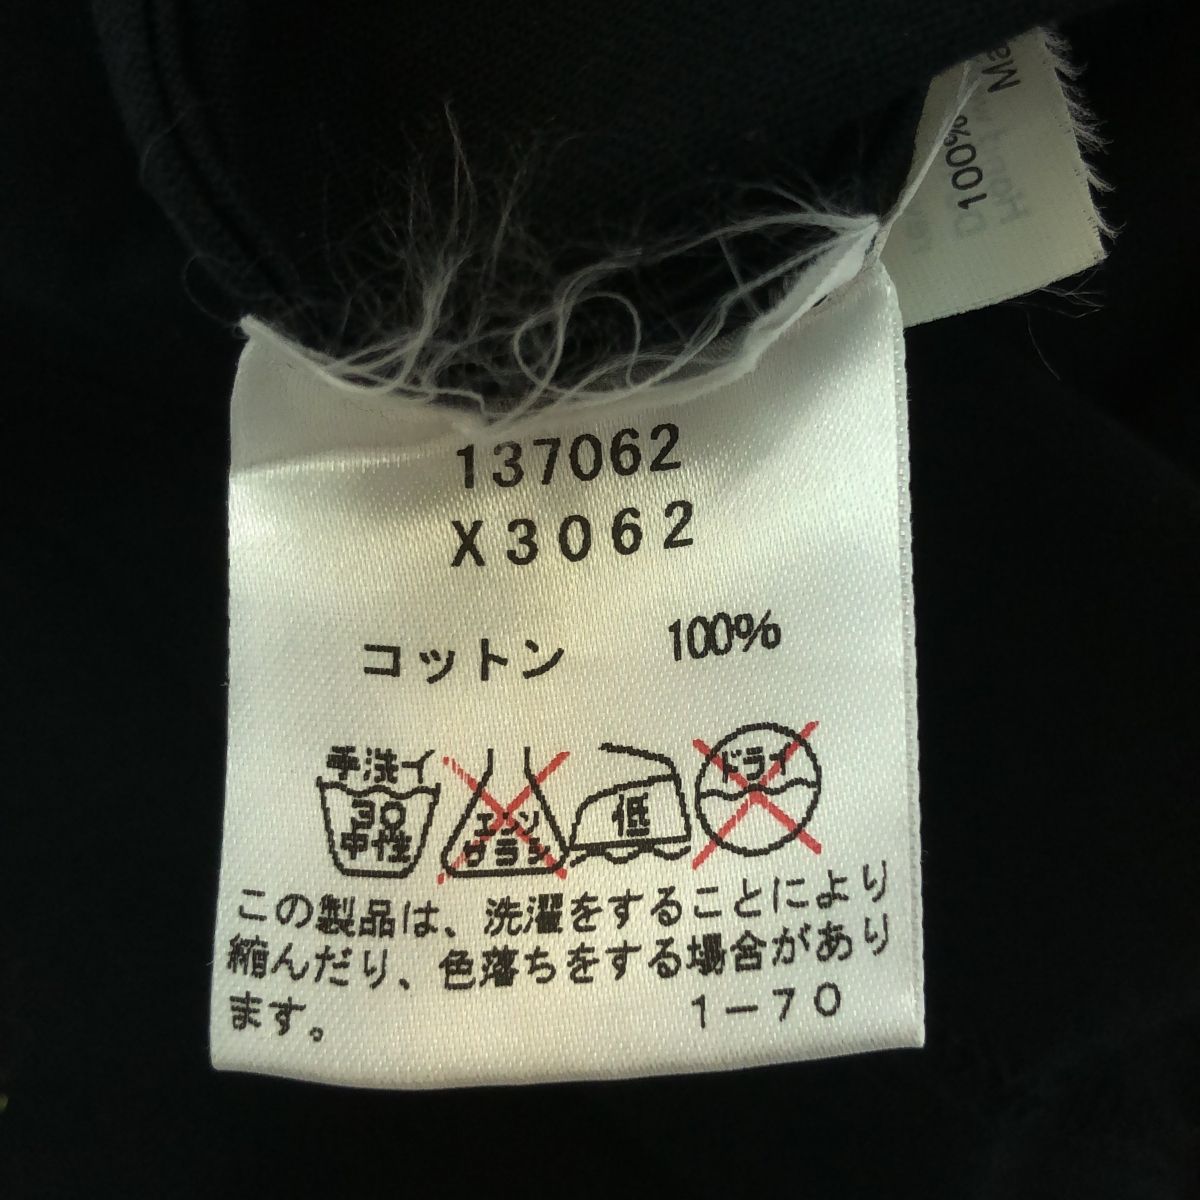 137062
X3062
コットン 100%
手洗イ
30
中性
エンソ
サラシ
低
ドライ
この製品は、洗濯をすることにより
縮んだり、色落ちをする場合があり
ます。 1-70
100%
Ma